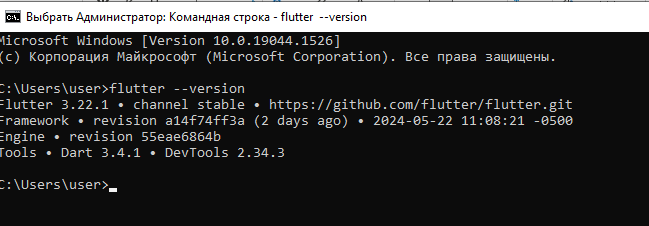 Выбрать Администратор: Командная строка - flutter --version
Microsoft Windows [Version 10.0.19044.1526]
(c) Корпорация Майкрософт (Microsoft Corporation). Все права защищены.
C:\Users\user>flutter --version
Flutter 3.22.1 • channel stable • https://github.com/flutter/flutter.git
Framework • revision a14f74ff3a (2 days ago) • 2024-05-22 11:08:21 -0500
Engine • revision 55eae6864b
Tools • Dart 3.4.1 • DevTools 2.34.3
C:\Users\user>